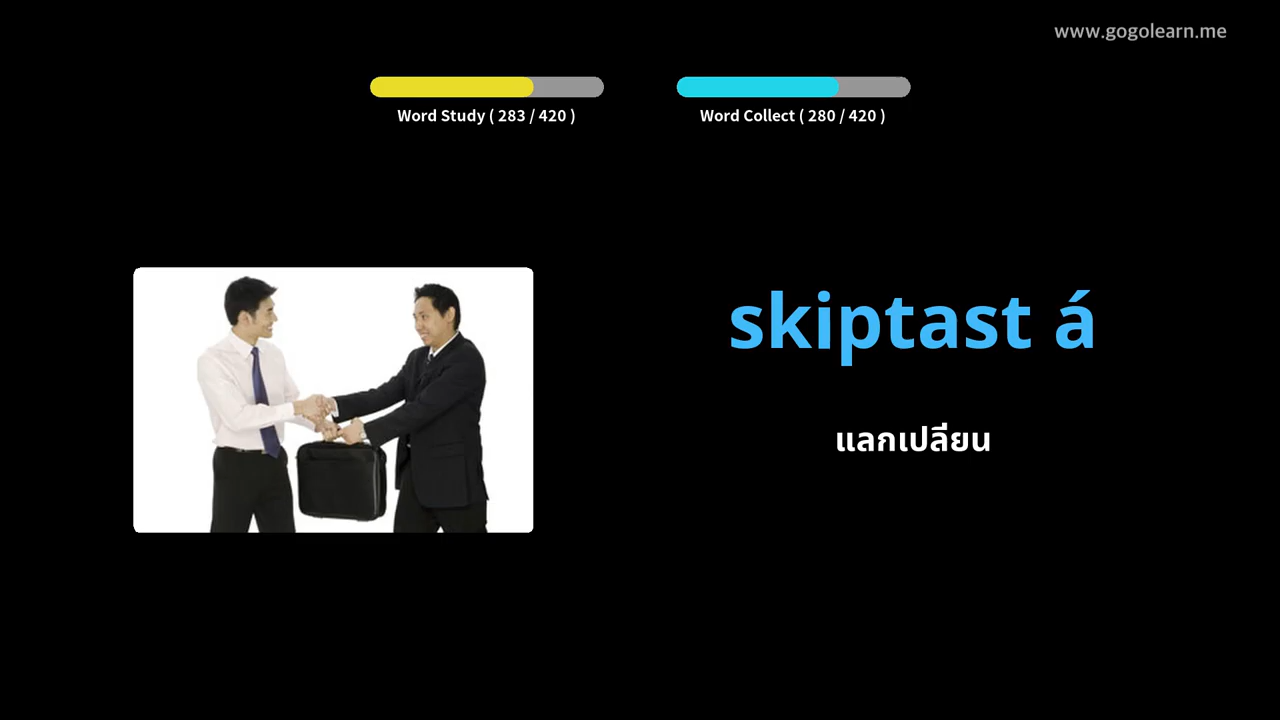 www.gogolearn.me
Word Study ( 283 / 420 )
Word Collect ( 280 / 420 )
skiptast á
แลกเปลี่ยน